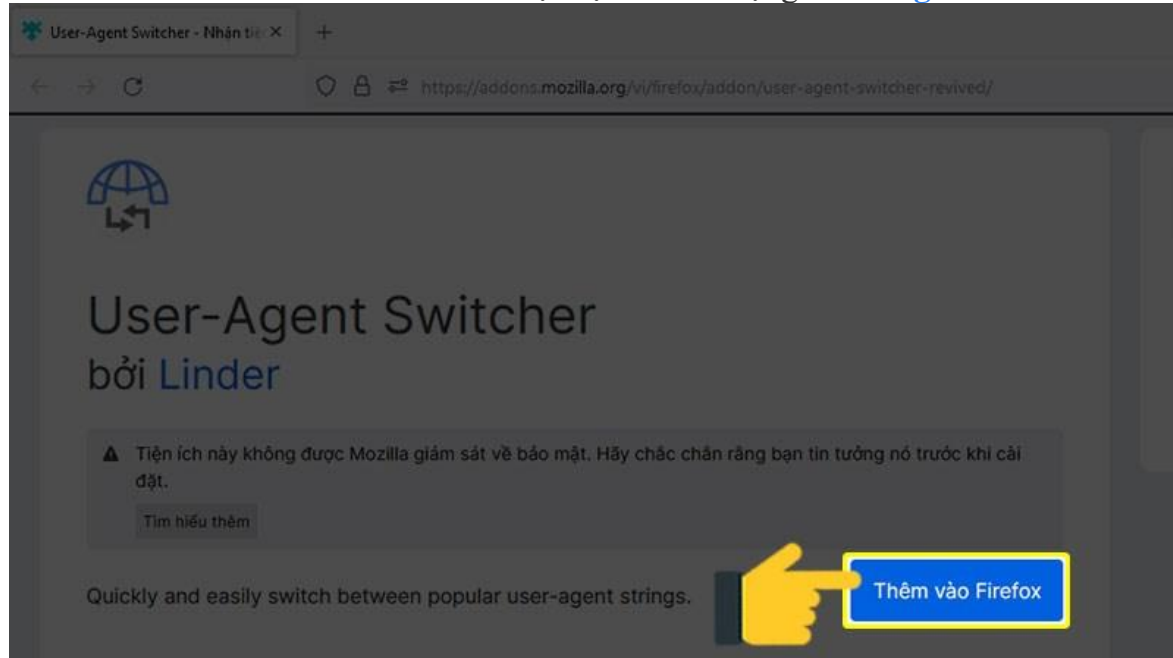 User-Agent Switcher - Nhận tiệ
https://addons.mozilla.org/vi/firefox/addon/user-agent-switcher-revived/
User-Agent Switcher
bởi Linder
Tiện ích này không được Mozilla giám sát về bảo mật. Hãy chắc chắn rằng bạn tin tưởng nó trước khi cài
đặt.
Tìm hiểu thêm
Quickly and easily switch between popular user-agent strings.
Thêm vào Firefox